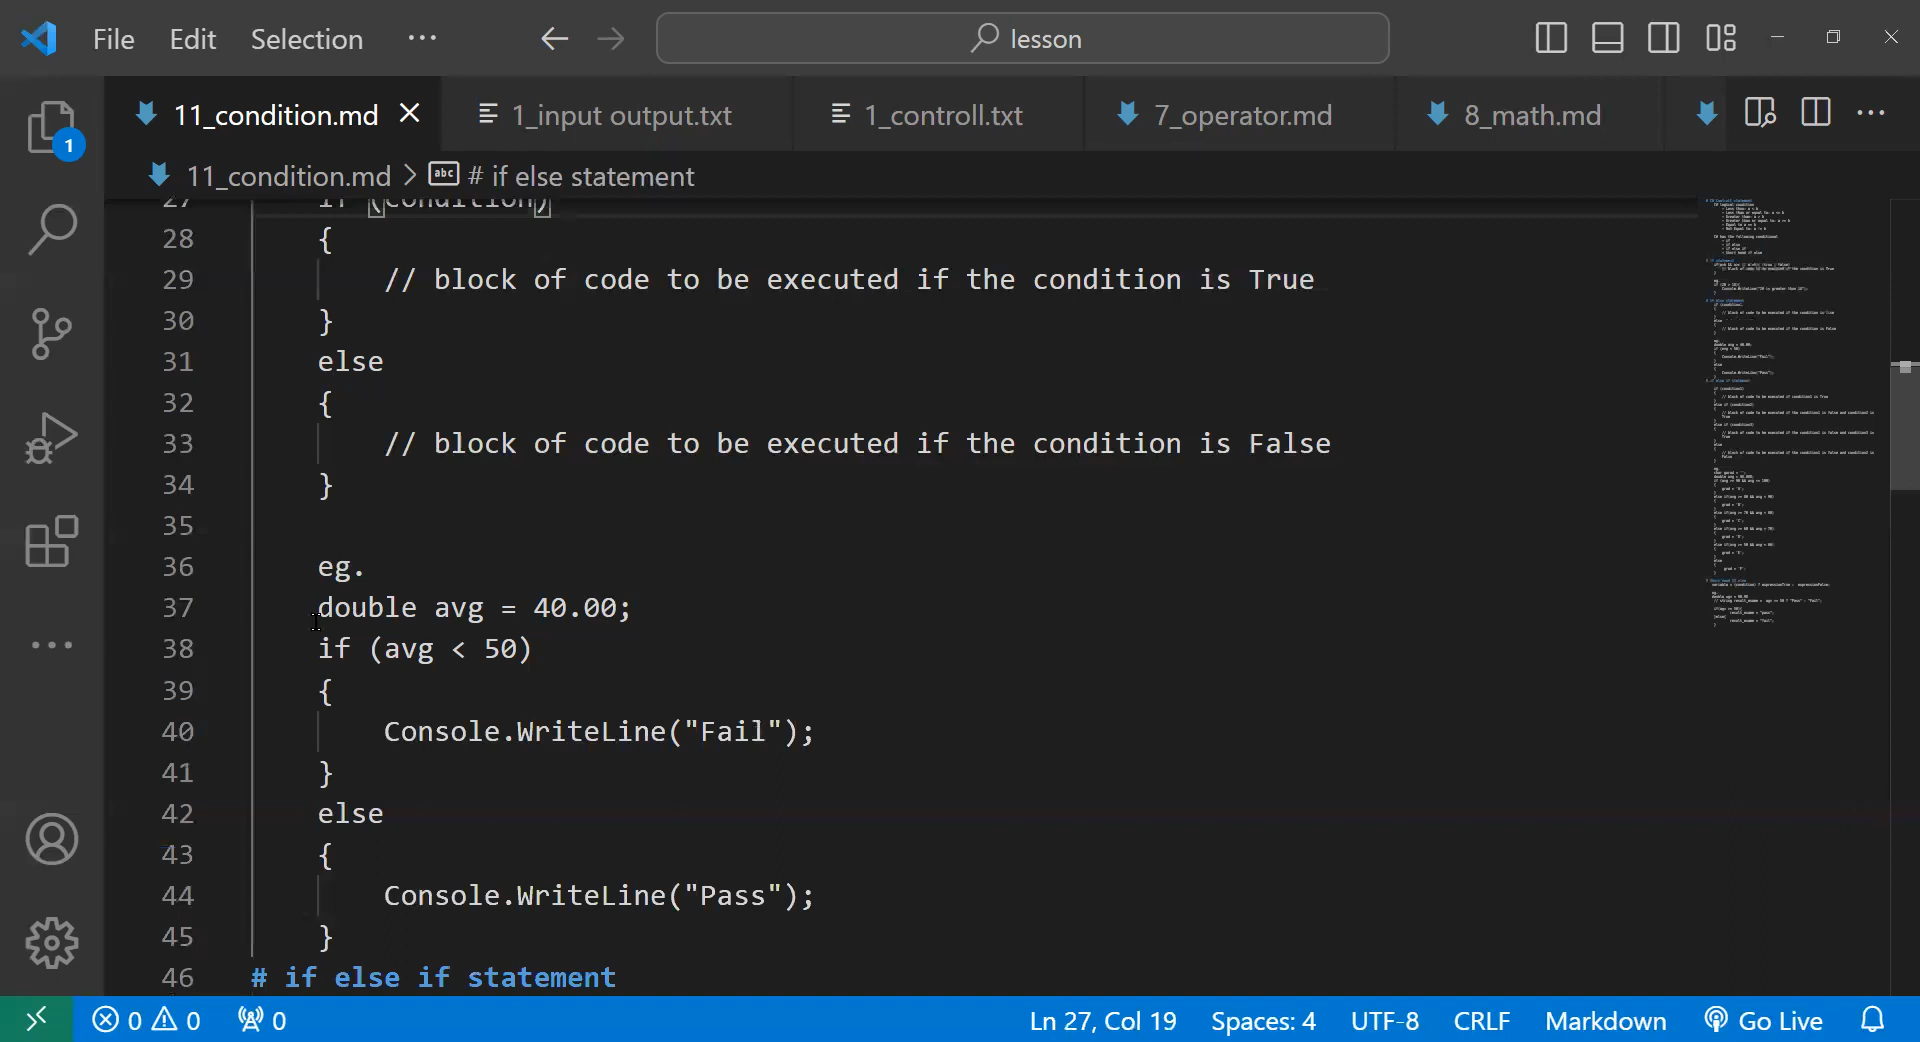 File Edit Selection ··· lesson
11_condition.md 1_input output.txt 1_controll.txt 7_operator.md 8_math.md ···
11_condition.md > abc # if else statement
1
27 if (condition)
28 {
29 // block of code to be executed if the condition is True
30 }
31 else
32 {
33 // block of code to be executed if the condition is False
34 }
35
36 eg.
37 double avg = 40.00;
38 if (avg < 50)
39 {
40 Console.WriteLine("Fail");
41 }
42 else
43 {
44 Console.WriteLine("Pass");
45 }
46 # if else if statement
0 0 0 Ln 27, Col 19 Spaces: 4 UTF-8 CRLF Markdown Go Live